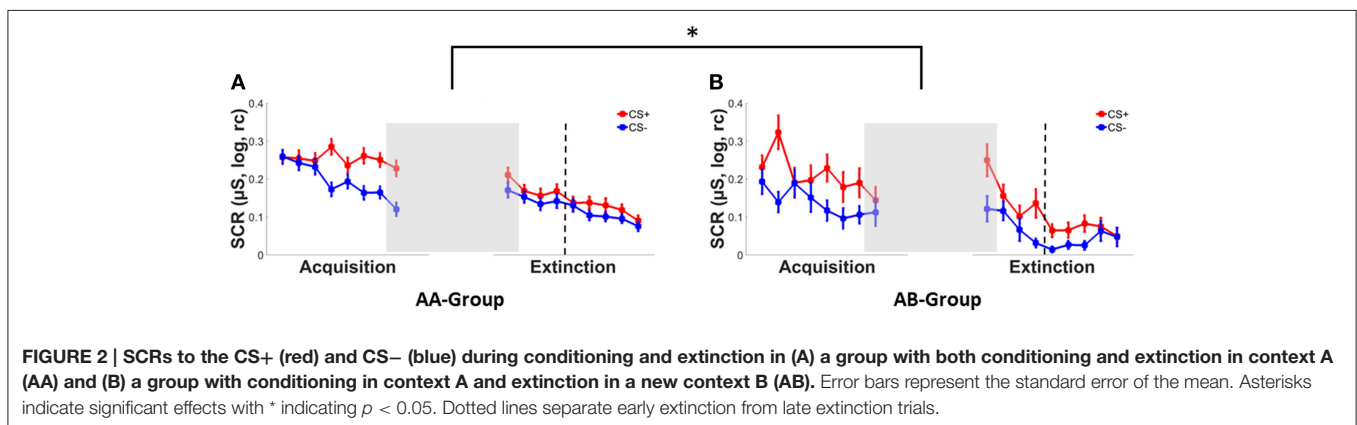 *
A
B
0.4
0.3
0.2
0.1
0
SCR (µS, log, rc)
CS+
CS-
Acquisition
Extinction
AA-Group
0.4
0.3
0.2
0.1
0
SCR (µS, log, rc)
CS+
CS-
Acquisition
Extinction
AB-Group
FIGURE 2 | SCRs to the CS+ (red) and CS− (blue) during conditioning and extinction in (A) a group with both conditioning and extinction in context A
(AA) and (B) a group with conditioning in context A and extinction in a new context B (AB). Error bars represent the standard error of the mean. Asterisks
indicate significant effects with * indicating p < 0.05. Dotted lines separate early extinction from late extinction trials.